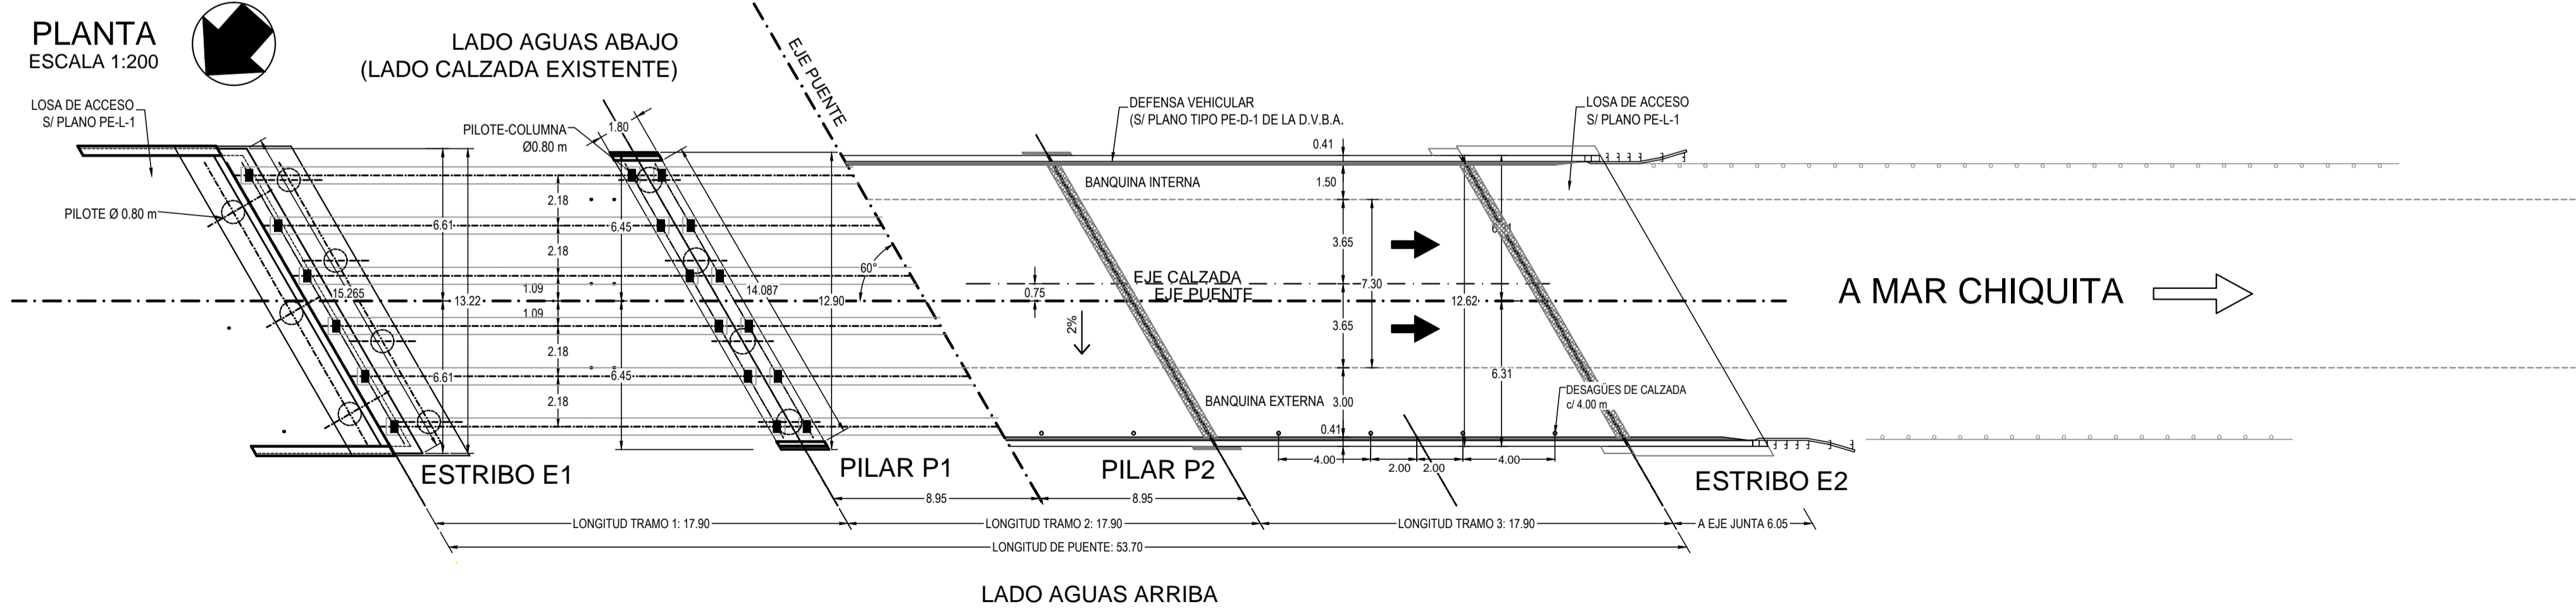 PLANTA
ESCALA 1:200
LADO AGUAS ABAJO
(LADO CALZADA EXISTENTE)
EJE PUENTE
LOSA DE ACCESO
S/ PLANO PE-L-1
PILOTE-COLUMNA
Ø0.80 m
1.80
DEFENSA VEHICULAR
(S/ PLANO TIPO PE-D-1 DE LA D.V.B.A.
LOSA DE ACCESO
S/ PLANO PE-L-1
0.41
BANQUINA INTERNA
1.50
PILOTE Ø 0.80 m
2.18
6.61
6.45
2.18
3.65
60°
EJE CALZADA
EJE PUENTE
7.30
15.265
1.09
14.087
0.75
13.22
12.90
12.62
A MAR CHIQUITA
1.09
2%
3.65
2.18
6.61
6.45
6.31
2.18
BANQUINA EXTERNA
3.00
DESAGÜES DE CALZADA
c/ 4.00 m
0.41
4.00
2.00
2.00
4.00
ESTRIBO E1
PILAR P1
PILAR P2
ESTRIBO E2
8.95
8.95
LONGITUD TRAMO 1: 17.90
LONGITUD TRAMO 2: 17.90
LONGITUD TRAMO 3: 17.90
A EJE JUNTA 6.05
LONGITUD DE PUENTE: 53.70
LADO AGUAS ARRIBA